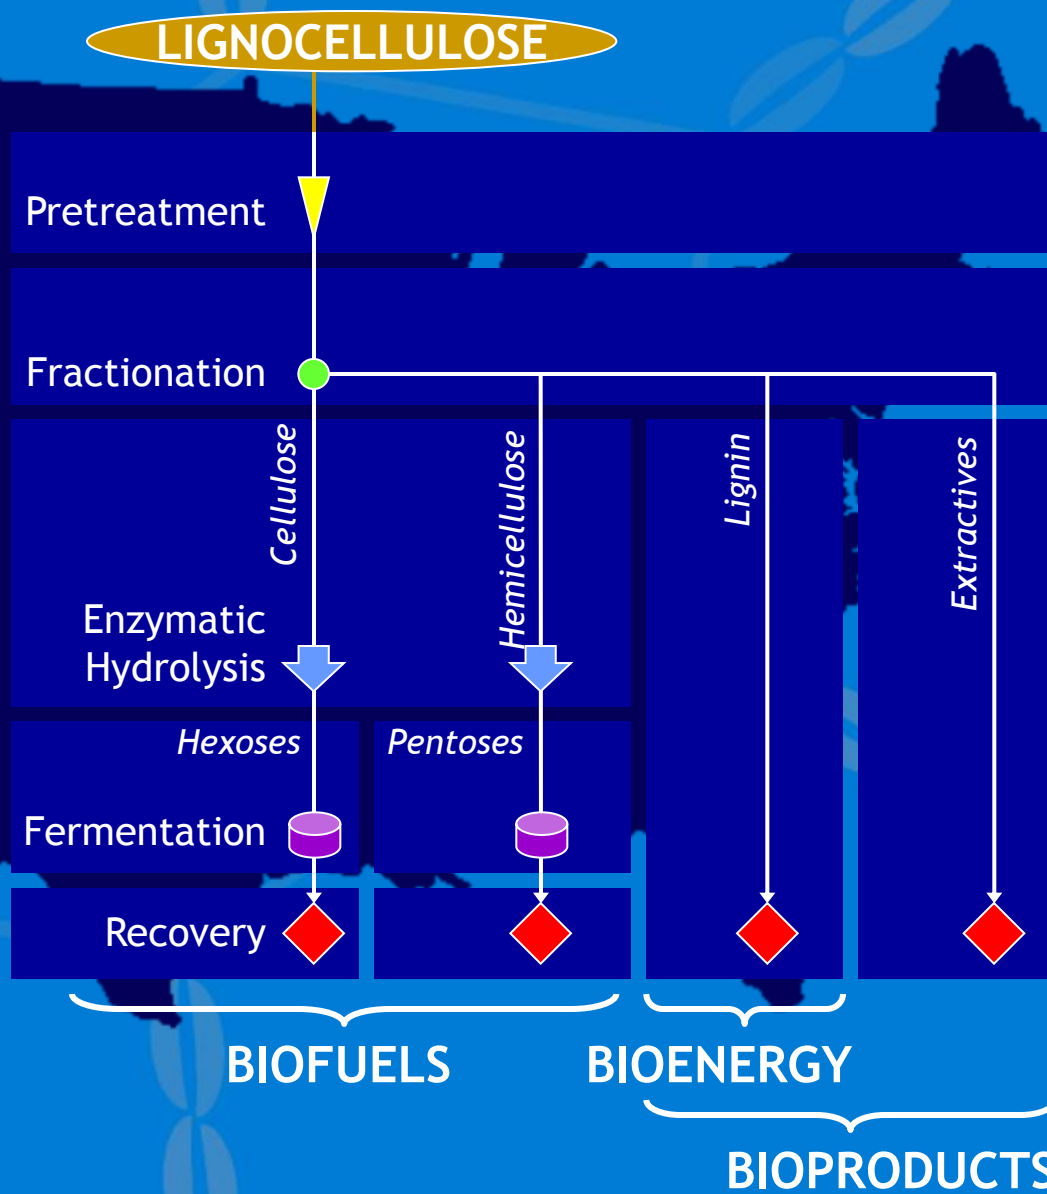 LIGNOCELLULOSE
Pretreatment
Fractionation
Cellulose
Hemicellulose
Lignin
Extractives
Enzymatic
Hydrolysis
Hexoses
Pentoses
Fermentation
Recovery
BIOFUELS
BIOENERGY
BIOPRODUCTS